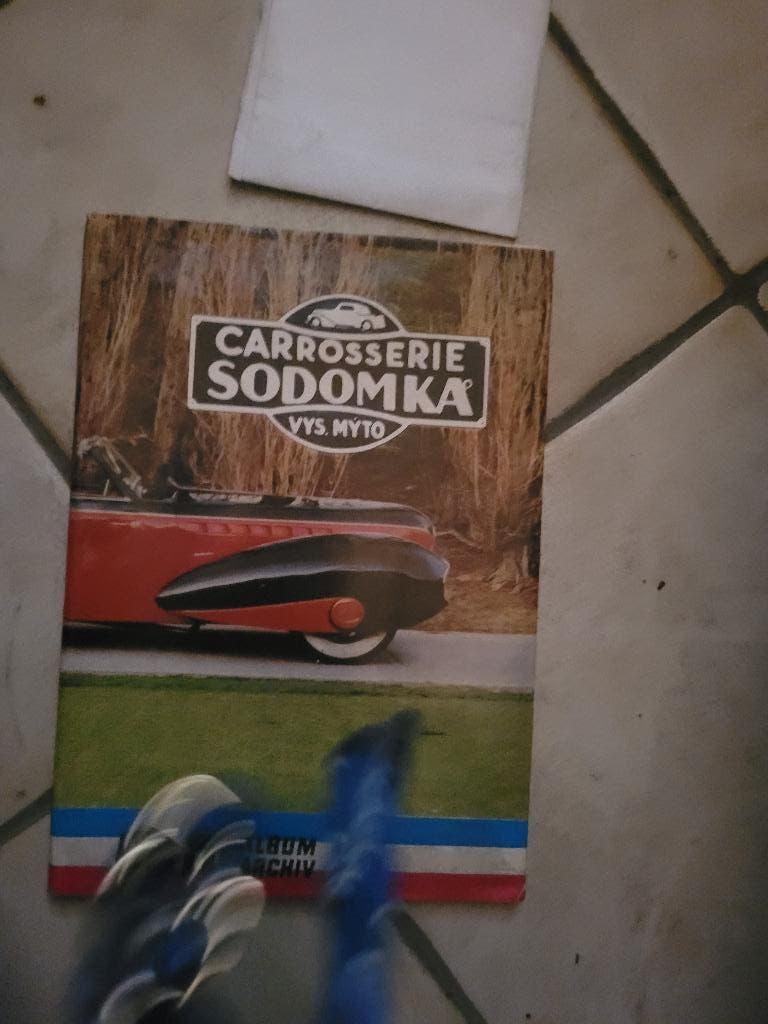 CARROSSERIE
SODOMKA
VYS. MÝTO
ALBUM
ARCHIV